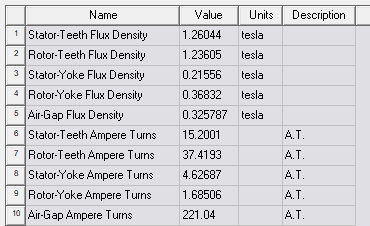 Name Value Units Description
1 Stator-Teeth Flux Density 1.26044 tesla
2 Rotor-Teeth Flux Density 1.23605 tesla
3 Stator-Yoke Flux Density 0.21556 tesla
4 Rotor-Yoke Flux Density 0.36832 tesla
5 Air-Gap Flux Density 0.325787 tesla
6 Stator-Teeth Ampere Turns 15.2001 A.T.
7 Rotor-Teeth Ampere Turns 37.4193 A.T.
8 Stator-Yoke Ampere Turns 4.62687 A.T.
9 Rotor-Yoke Ampere Turns 1.68506 A.T.
10 Air-Gap Ampere Turns 221.04 A.T.